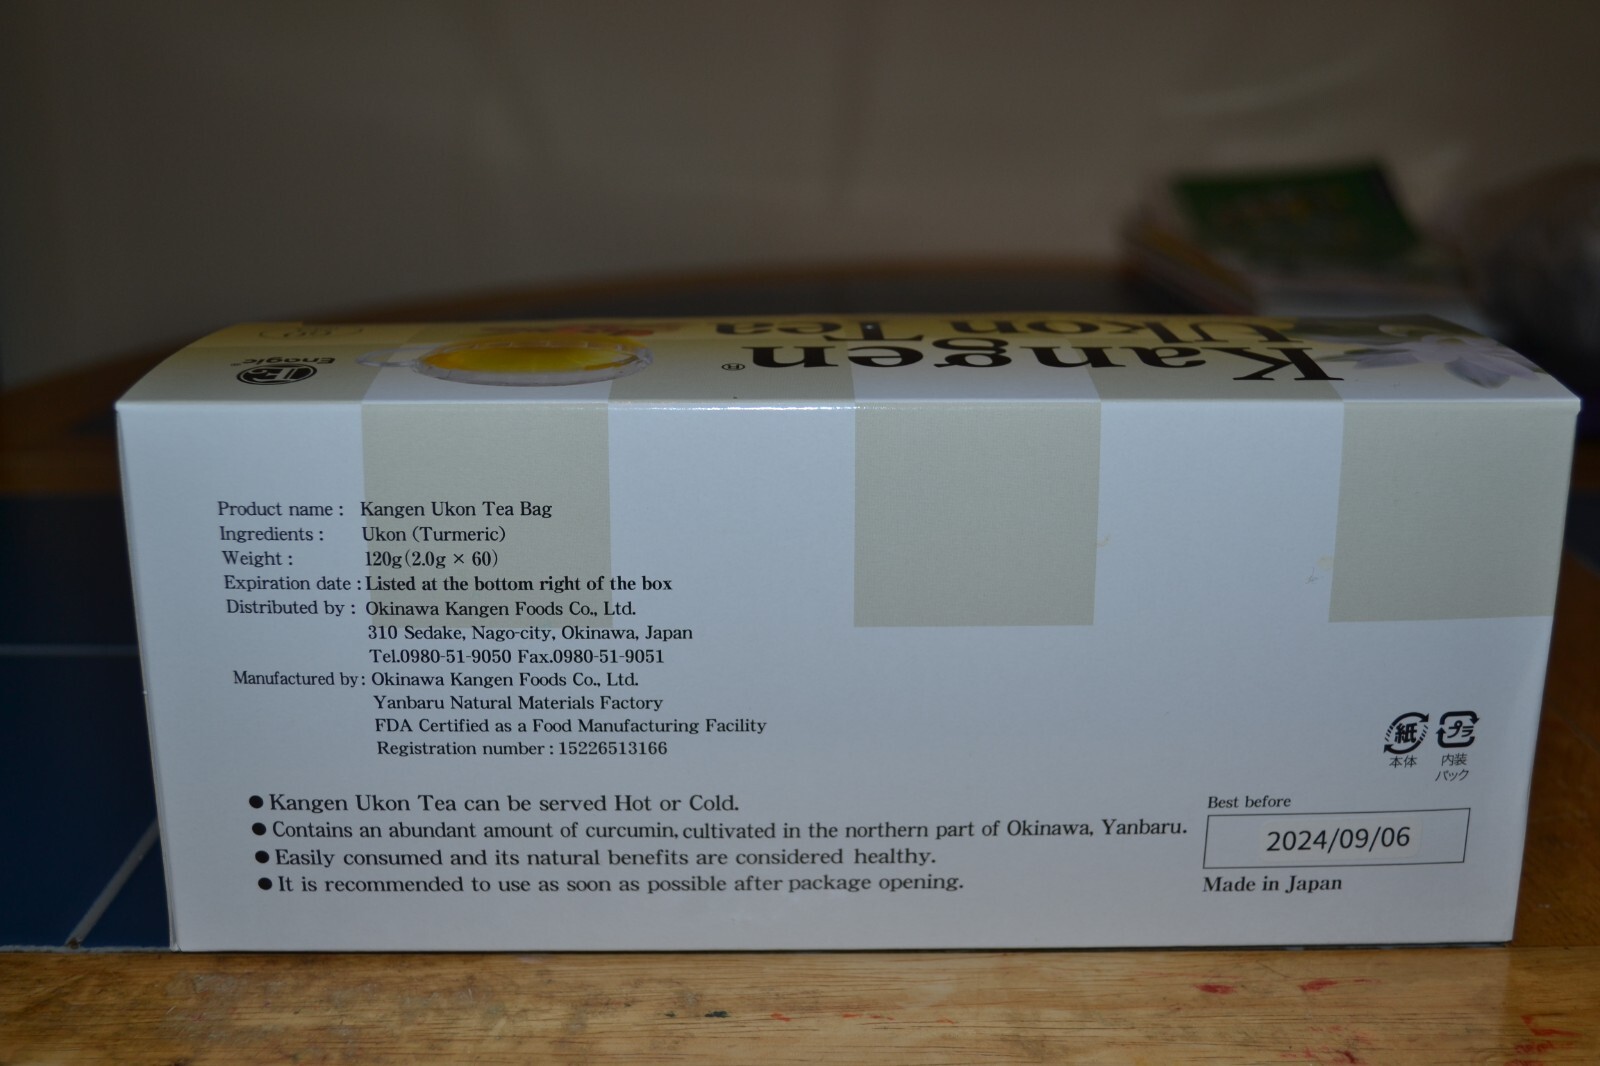 Kangen®
Ukon Tea
Enagic
Product name : Kangen Ukon Tea Bag
Ingredients : Ukon (Turmeric)
Weight : 120g(2.0g × 60)
Expiration date : Listed at the bottom right of the box
Distributed by : Okinawa Kangen Foods Co., Ltd.
310 Sedake, Nago-city, Okinawa, Japan
Tel.0980-51-9050 Fax.0980-51-9051
Manufactured by : Okinawa Kangen Foods Co., Ltd.
Yanbaru Natural Materials Factory
FDA Certified as a Food Manufacturing Facility
Registration number : 15226513166
● Kangen Ukon Tea can be served Hot or Cold.
● Contains an abundant amount of curcumin, cultivated in the northern part of Okinawa, Yanbaru.
● Easily consumed and its natural benefits are considered healthy.
● It is recommended to use as soon as possible after package opening.
紙 プラ
本体 内装
パック
Best before
2024/09/06
Made in Japan